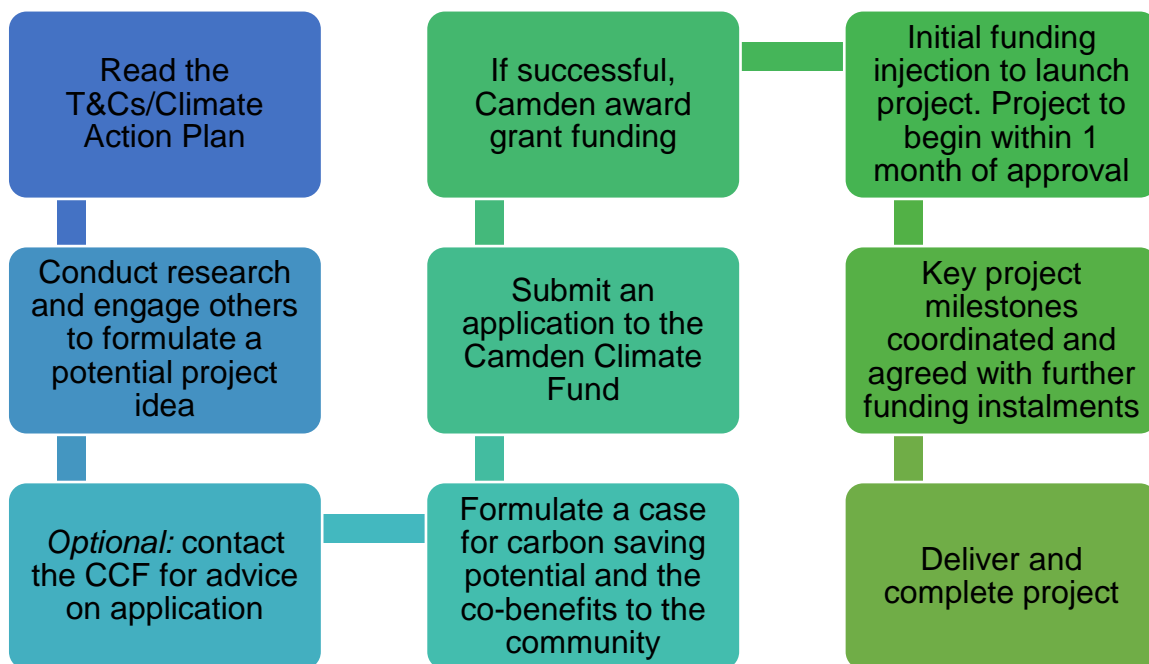 Read the
T&Cs/Climate
Action Plan
Conduct research
and engage others
to formulate a
potential project
idea
Optional: contact
the CCF for advice
on application
Formulate a case
for carbon saving
potential and the
co-benefits to the
community
Submit an
application to the
Camden Climate
Fund
If successful,
Camden award
grant funding
Initial funding
injection to launch
project. Project to
begin within 1
month of approval
Key project
milestones
coordinated and
agreed with further
funding instalments
Deliver and
complete project